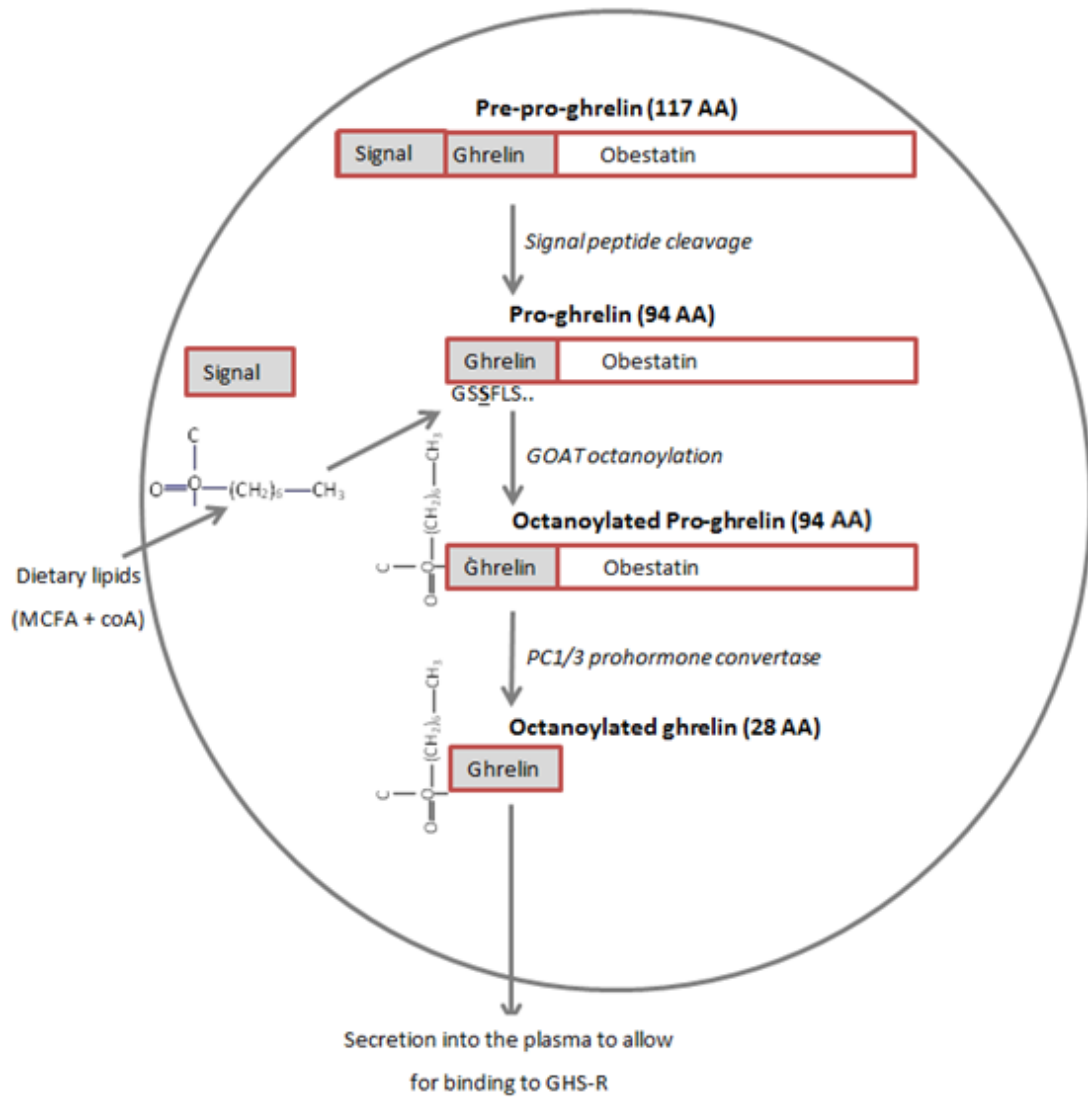 Pre-pro-ghrelin (117 AA)
Signal Ghrelin Obestatin
Signal peptide cleavage
Pro-ghrelin (94 AA)
Ghrelin Obestatin
Signal
GSSFLS..
C
O=O—(CH₂)₆—CH₃
GOAT octanoylation
C—O—(CH₂)₆—CH₃
O
Octanoylated Pro-ghrelin (94 AA)
Ghrelin Obestatin
Dietary lipids
(MCFA + coA)
PC1/3 prohormone convertase
C—O—(CH₂)₆—CH₃
O
Octanoylated ghrelin (28 AA)
Ghrelin
Secretion into the plasma to allow
for binding to GHS-R